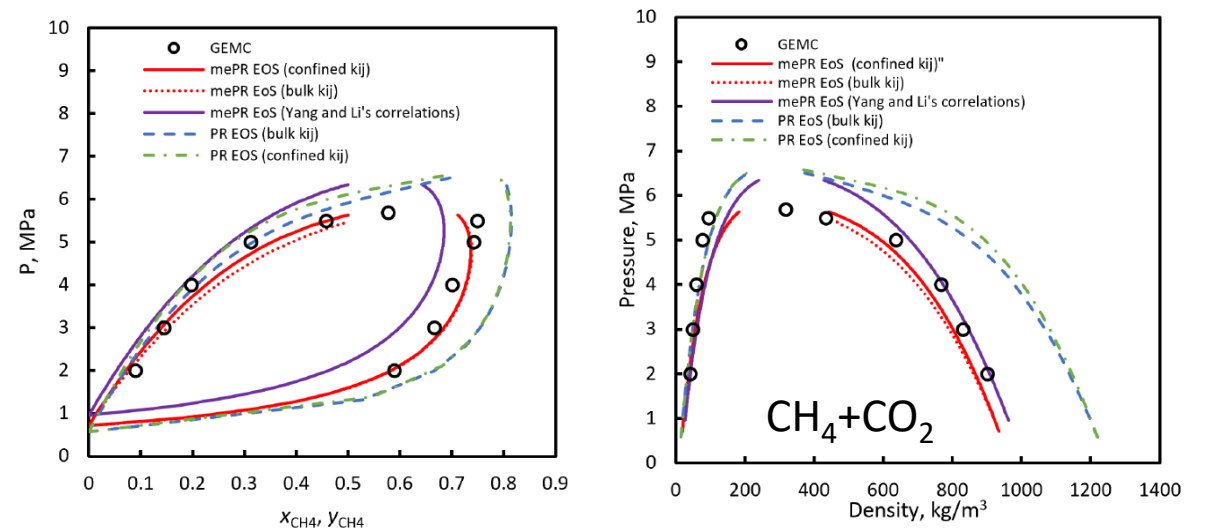 10
9
8
7
6
5
4
3
2
1
0
P, MPa
GEMC
mePR EOS (confined kij)
mePR EoS (bulk kij)
mePR EoS (Yang and Li's correlations)
PR EOS (bulk kij)
PR EOS (confined kij)
0 0.1 0.2 0.3 0.4 0.5 0.6 0.7 0.8 0.9
xCH4, yCH4
10
9
8
7
6
5
4
3
2
1
0
Pressure, MPa
GEMC
mePR EoS (confined kij)"
mePR EoS (bulk kij)
mePR EoS (Yang and Li's correlations)
PR EoS (bulk kij)
PR EOS (confined kij)
CH4+CO2
0 200 400 600 800 1000 1200 1400
Density, kg/m³